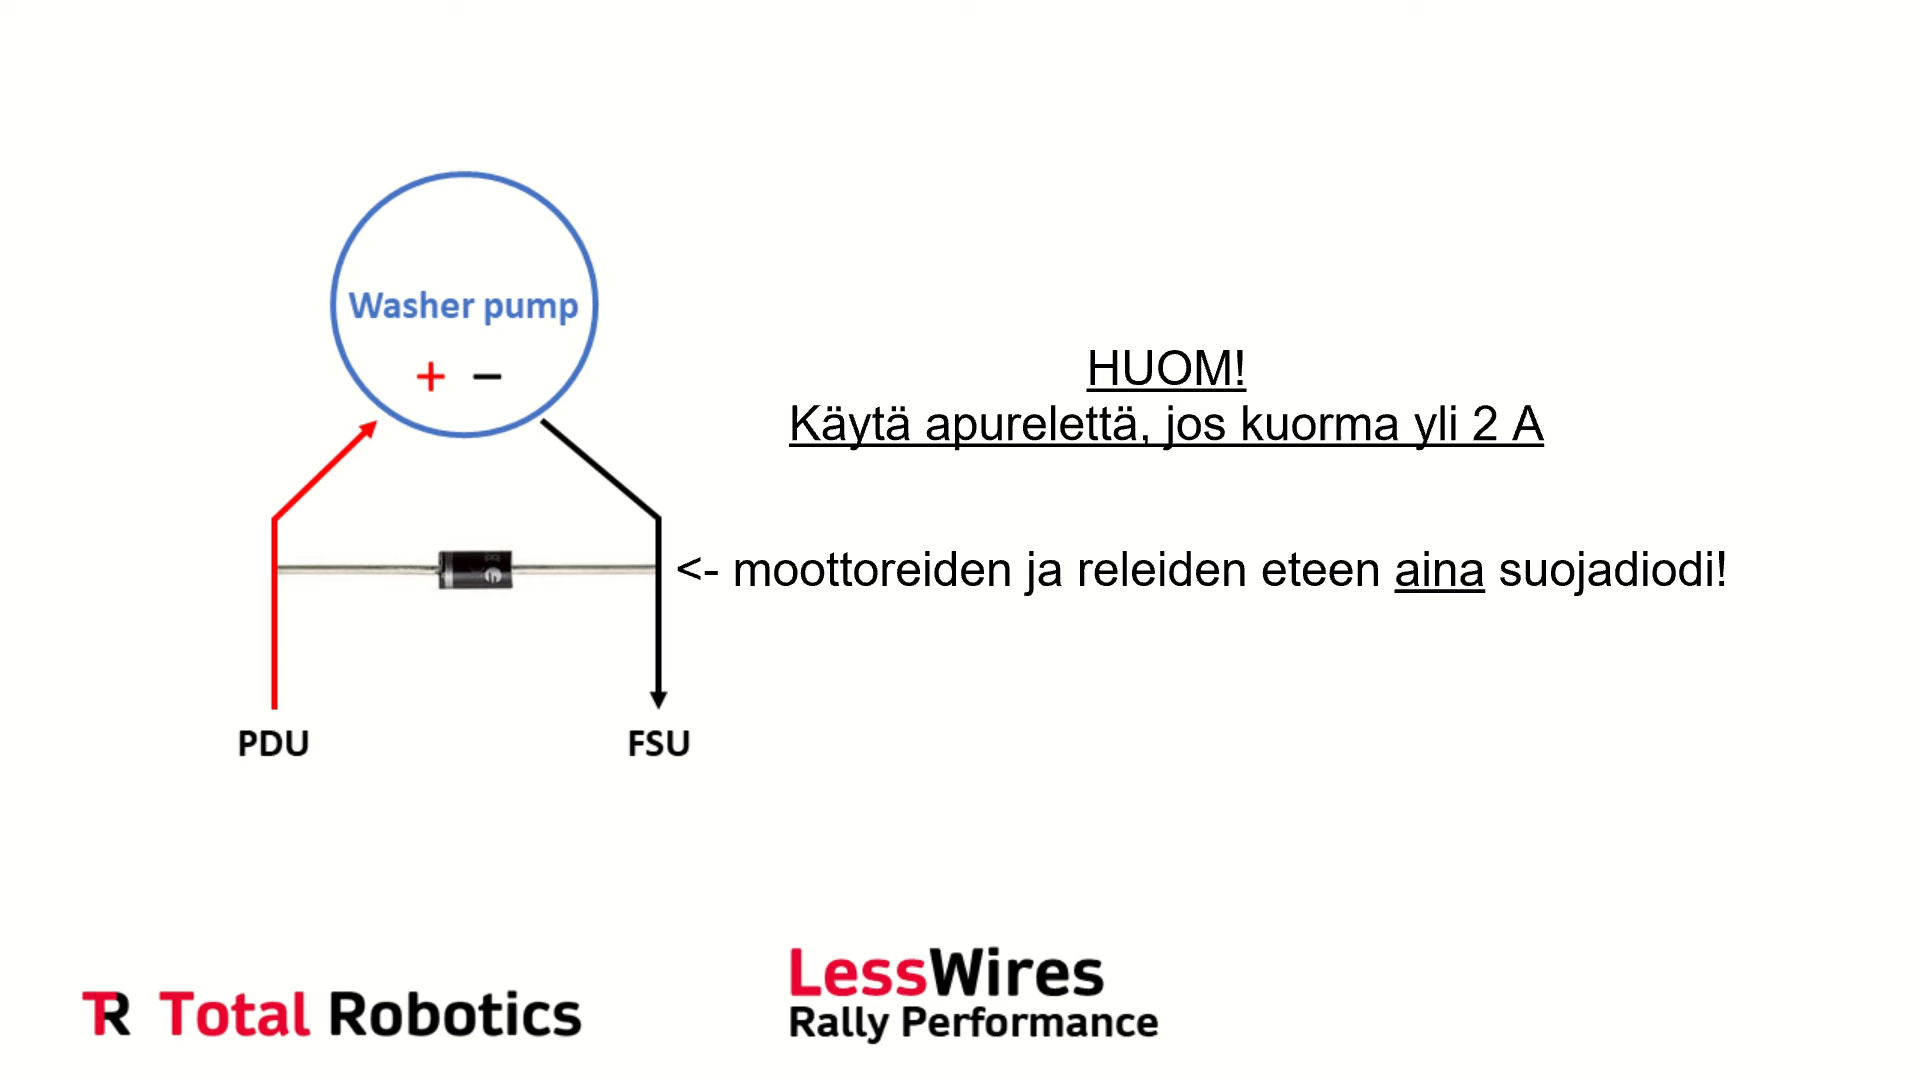 Washer pump
+ −
HUOM!
Käytä apurelettä, jos kuorma yli 2 A
<- moottoreiden ja releiden eteen aina suojadiodi!
PDU
FSU
TR Total Robotics
LessWires
Rally Performance